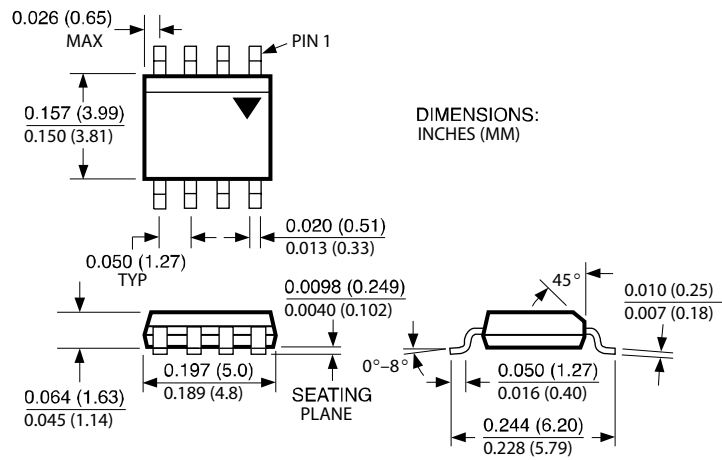 0.026 (0.65)
MAX
PIN 1
0.157 (3.99)
0.150 (3.81)
DIMENSIONS:
INCHES (MM)
0.020 (0.51)
0.013 (0.33)
0.050 (1.27)
TYP
0.0098 (0.249)
0.0040 (0.102)
45°
0.010 (0.25)
0.007 (0.18)
0°–8°
0.197 (5.0)
0.189 (4.8)
0.050 (1.27)
0.016 (0.40)
0.064 (1.63)
0.045 (1.14)
SEATING
PLANE
0.244 (6.20)
0.228 (5.79)